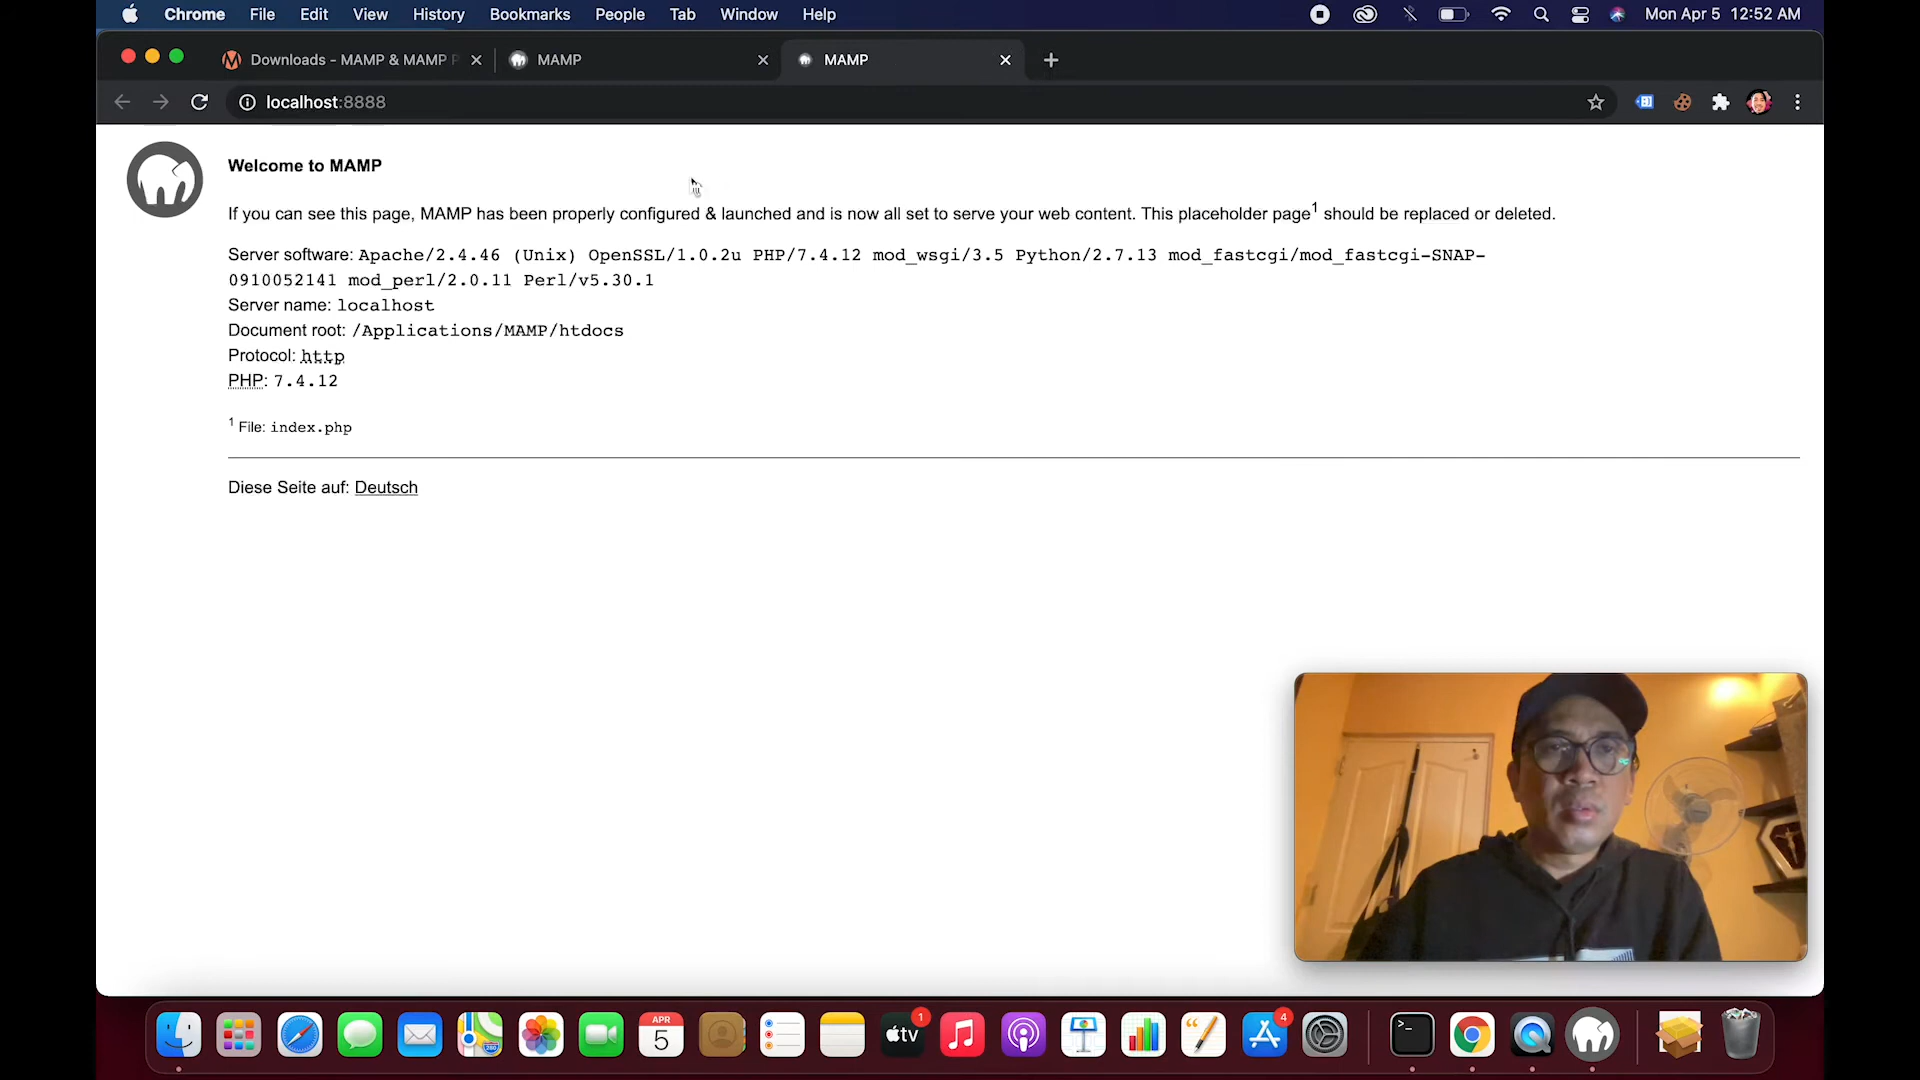 Chrome File Edit View History Bookmarks People Tab Window Help Mon Apr 5 12:52 AM
Downloads - MAMP & MAMP P MAMP MAMP
localhost:8888
Welcome to MAMP
If you can see this page, MAMP has been properly configured & launched and is now all set to serve your web content. This placeholder page1 should be replaced or deleted.
Server software: Apache/2.4.46 (Unix) OpenSSL/1.0.2u PHP/7.4.12 mod_wsgi/3.5 Python/2.7.13 mod_fastcgi/mod_fastcgi-SNAP-
0910052141 mod_perl/2.0.11 Perl/v5.30.1
Server name: localhost
Document root: /Applications/MAMP/htdocs
Protocol: http
PHP: 7.4.12
1 File: index.php
Diese Seite auf: Deutsch
APR
5
tv
1
4
>_